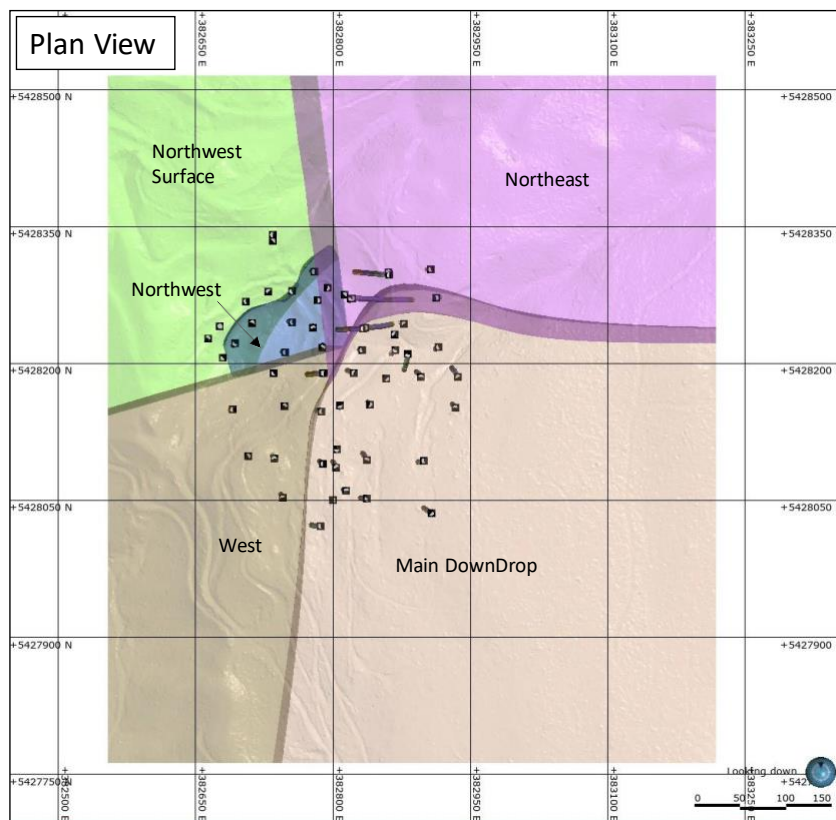 Plan View
+382650 E
+382800 E
+382950 E
+383100 E
+383250 E
+5428500 N
+5428500
Northwest
Surface
Northeast
+5428350 N
+5428350
Northwest
+5428200 N
+5428200
+5428050 N
+5428050
West
Main DownDrop
+5427900 N
+5427900
Looking down
+5427750 N
0 50 100 150
+382500 E
+382650 E
+382800 E
+382950 E
+383100 E